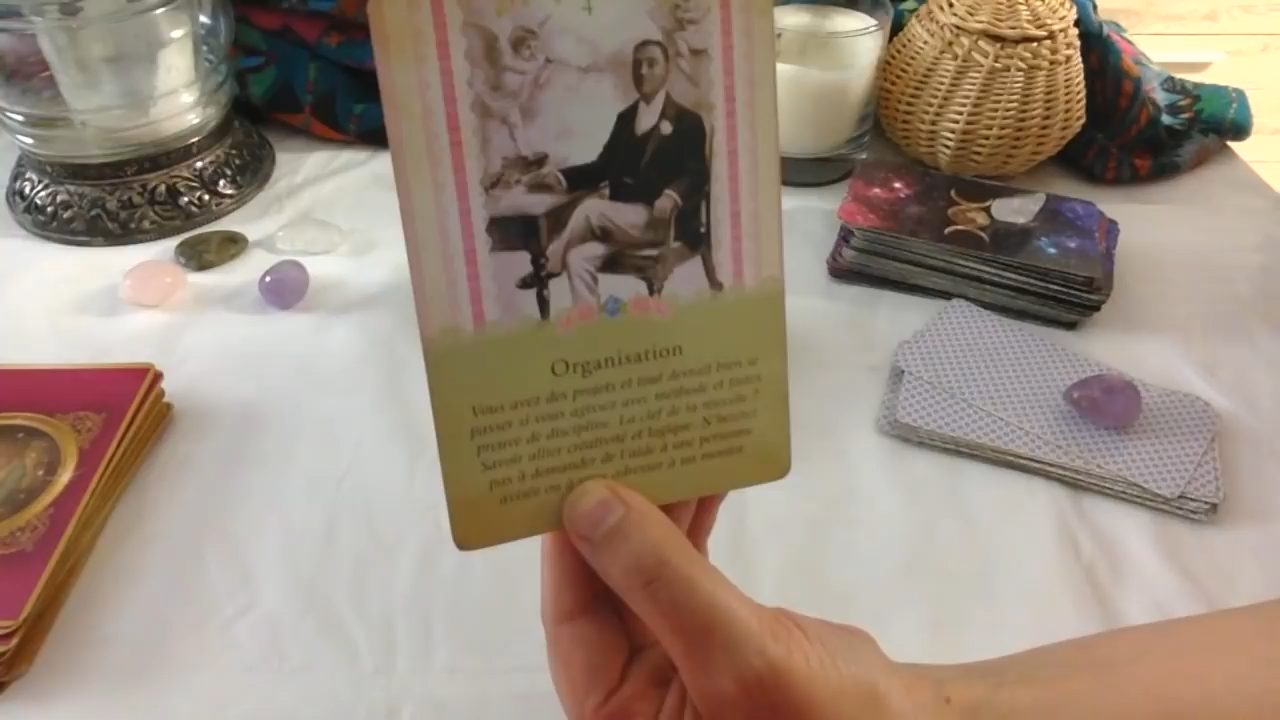 Organisation
Vous avez des projets et tout devrait bien se
passer si vous agissez avec méthode et faites
preuve de discipline. La clef de la réussite ?
Savoir allier créativité et logique. N'hésitez
pas à demander de l'aide à une personne
avisée ou à adresser à un mentor.